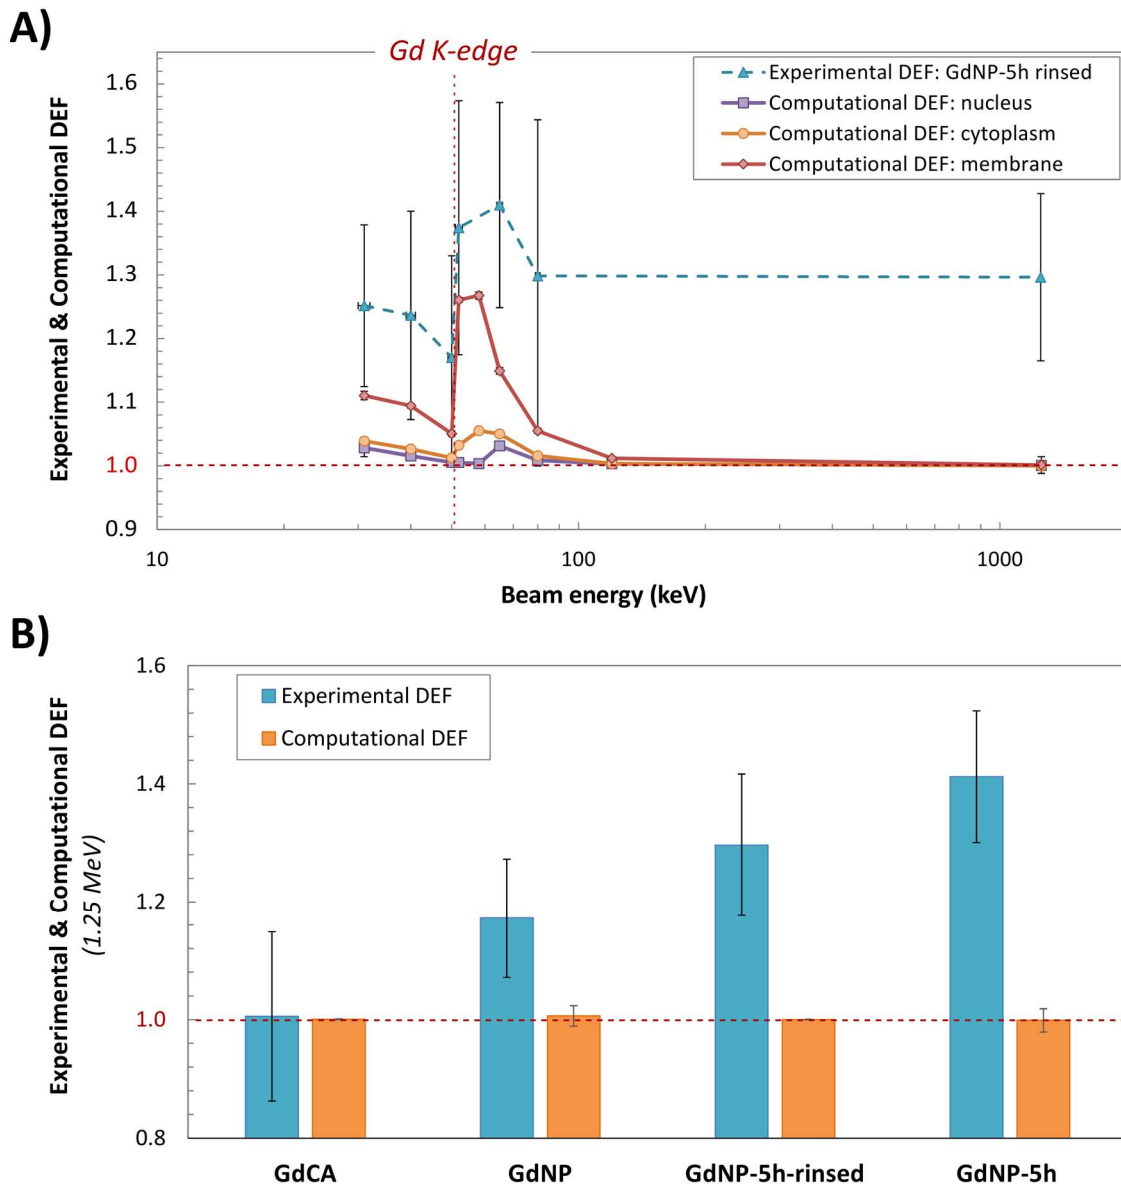 A)
Gd K-edge
Experimental & Computational DEF
1.6
1.5
1.4
1.3
1.2
1.1
1.0
0.9
Experimental DEF: GdNP-5h rinsed
Computational DEF: nucleus
Computational DEF: cytoplasm
Computational DEF: membrane
10
100
1000
Beam energy (keV)
B)
Experimental & Computational DEF
(1.25 MeV)
1.6
1.4
1.2
1.0
0.8
Experimental DEF
Computational DEF
GdCA
GdNP
GdNP-5h-rinsed
GdNP-5h